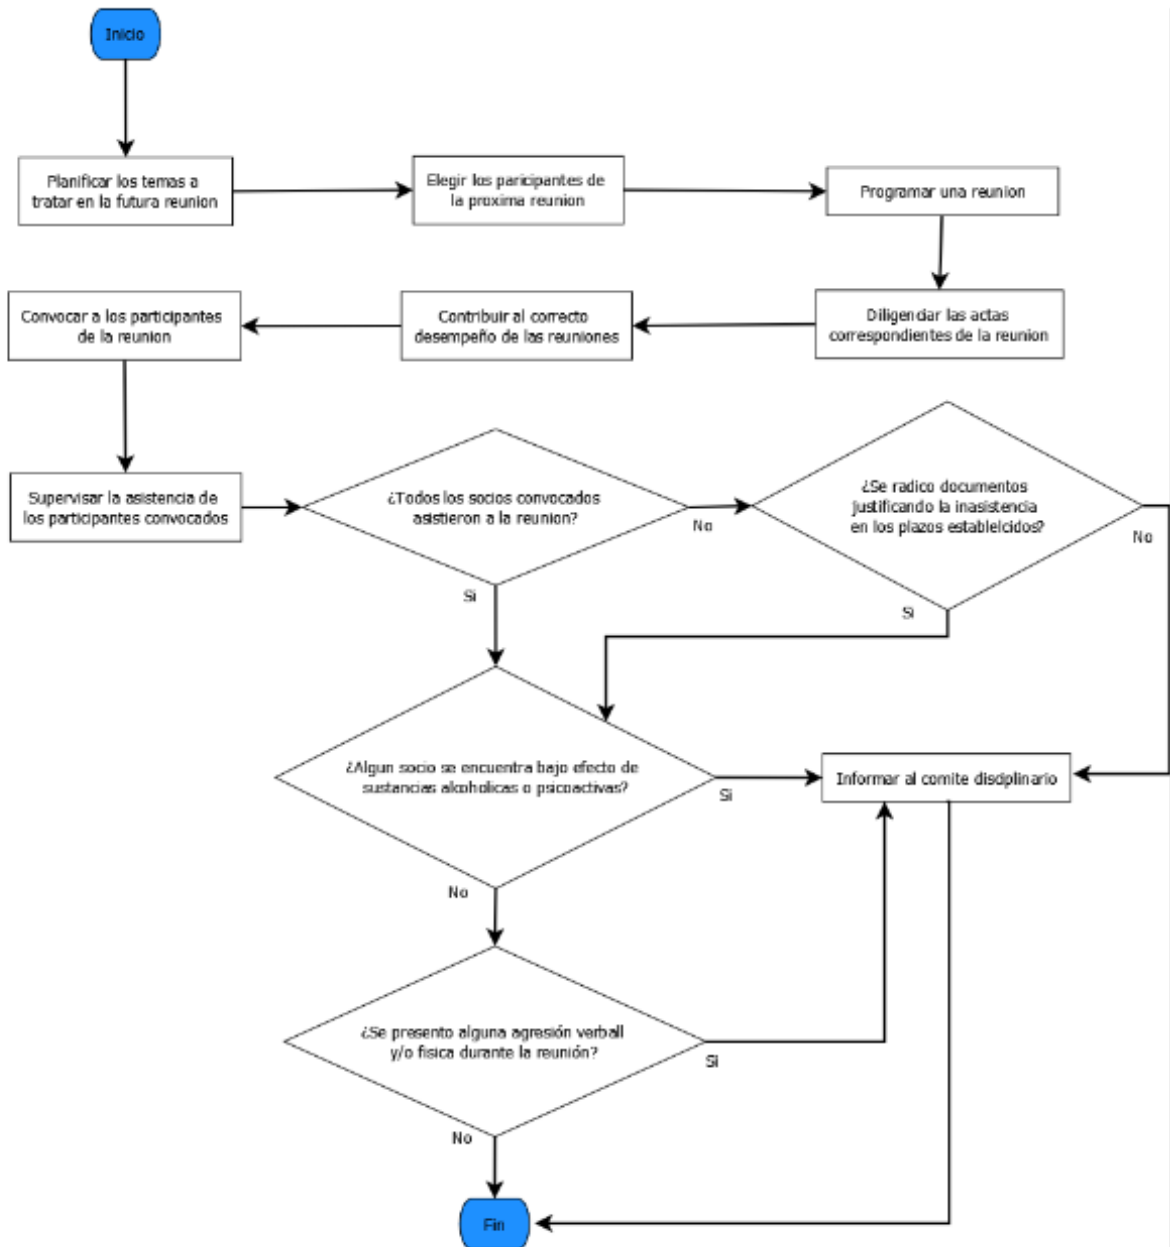 Inicio
Planificar los temas a
tratar en la futura reunion
Elegir los paricipantes de
la proxima reunion
Programar una reunion
Convocar a los participantes
de la reunion
Contribuir al correcto
desempeño de las reuniones
Diligenciar las actas
correspondientes de la reunion
Supervisar la asistencia de
los participantes convocados
¿Todos los socios convocados
asistieron a la reunion?
No
Si
¿Se radico documentos
justificando la inasistencia
en los plazos establelcidos?
No
Si
¿Algun socio se encuentra bajo efecto de
sustancias alcoholicas o psicoactivas?
Si
No
Informar al comite disciplinario
¿Se presento alguna agresión verball
y/o fisica durante la reunión?
Si
No
Fin